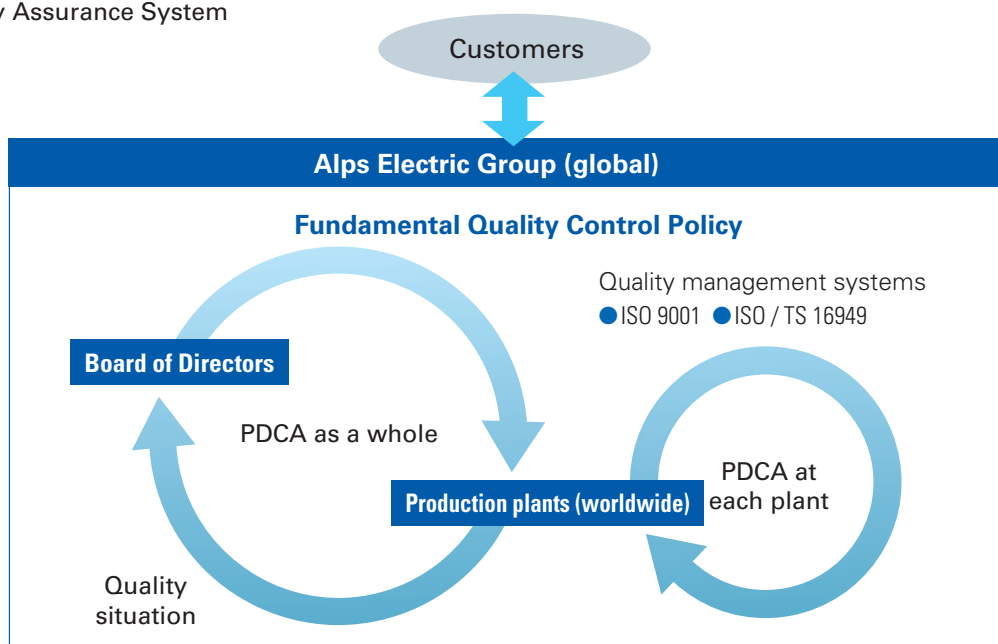 Assurance System
Customers
Alps Electric Group (global)
Fundamental Quality Control Policy
Quality management systems
●ISO 9001 ●ISO / TS 16949
Board of Directors
PDCA as a whole
PDCA at
each plant
Production plants (worldwide)
Quality
situation